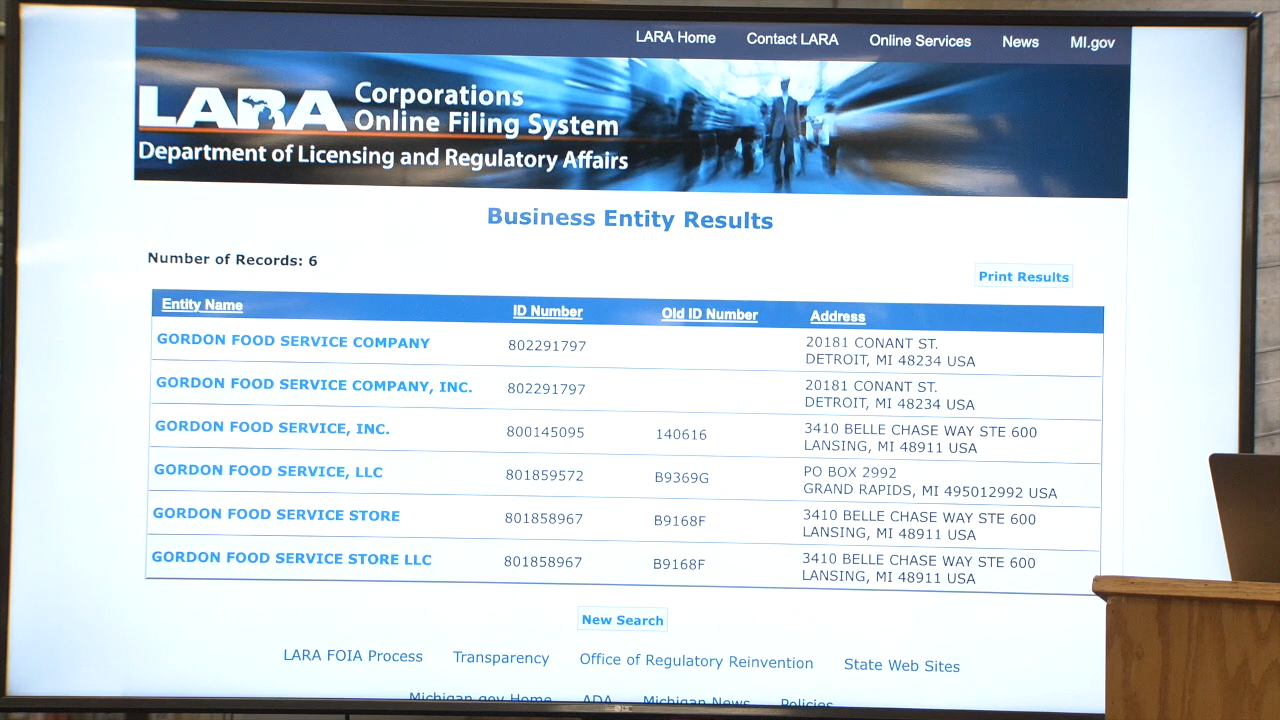 LARA Home Contact LARA Online Services News MI.gov
LARA
Corporations
Online Filing System
Department of Licensing and Regulatory Affairs
Business Entity Results
Number of Records: 6
Print Results
Entity Name ID Number Old ID Number Address
GORDON FOOD SERVICE COMPANY 802291797 20181 CONANT ST.
DETROIT, MI 48234 USA
GORDON FOOD SERVICE COMPANY, INC. 802291797 20181 CONANT ST.
DETROIT, MI 48234 USA
GORDON FOOD SERVICE, INC. 800145095 140616 3410 BELLE CHASE WAY STE 600
LANSING, MI 48911 USA
GORDON FOOD SERVICE, LLC 801859572 B9369G PO BOX 2992
GRAND RAPIDS, MI 495012992 USA
GORDON FOOD SERVICE STORE 801858967 B9168F 3410 BELLE CHASE WAY STE 600
LANSING, MI 48911 USA
GORDON FOOD SERVICE STORE LLC 801858967 B9168F 3410 BELLE CHASE WAY STE 600
LANSING, MI 48911 USA
New Search
LARA FOIA Process Transparency Office of Regulatory Reinvention State Web Sites
Michigan.gov Home ADA Michigan News Policies